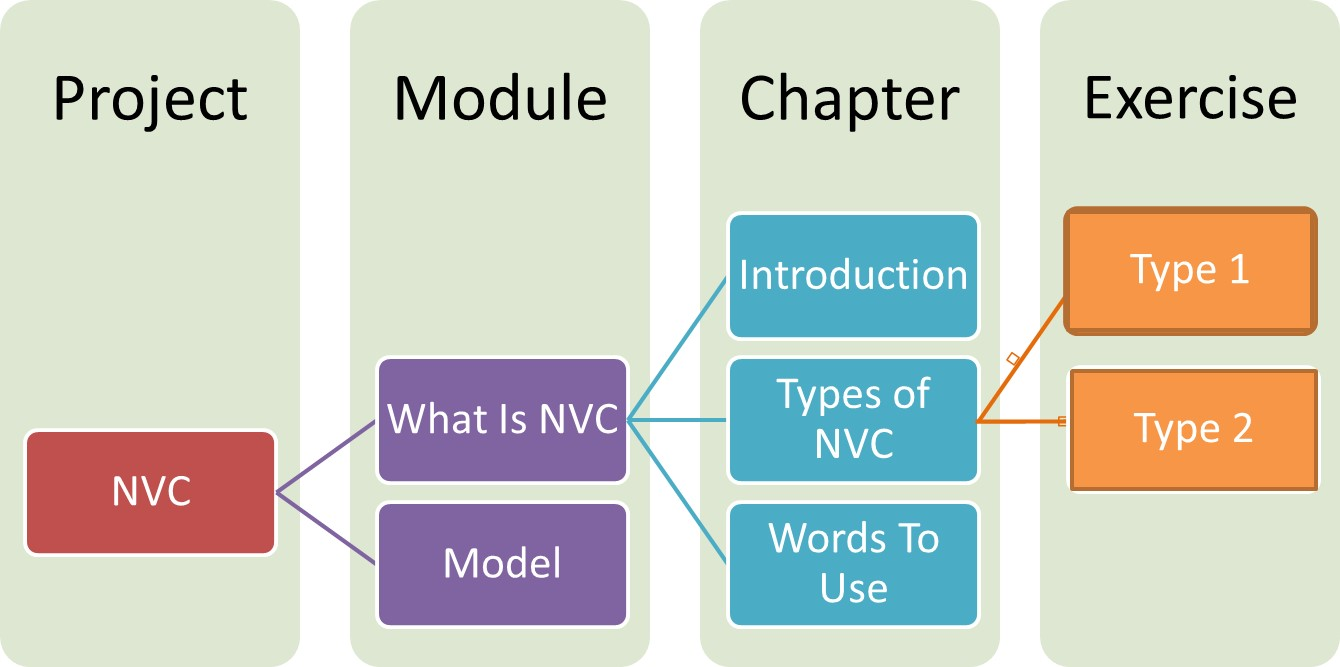 Project
Module
Chapter
Exercise
NVC
What Is NVC
Model
Introduction
Types of
NVC
Words To
Use
Type 1
Type 2